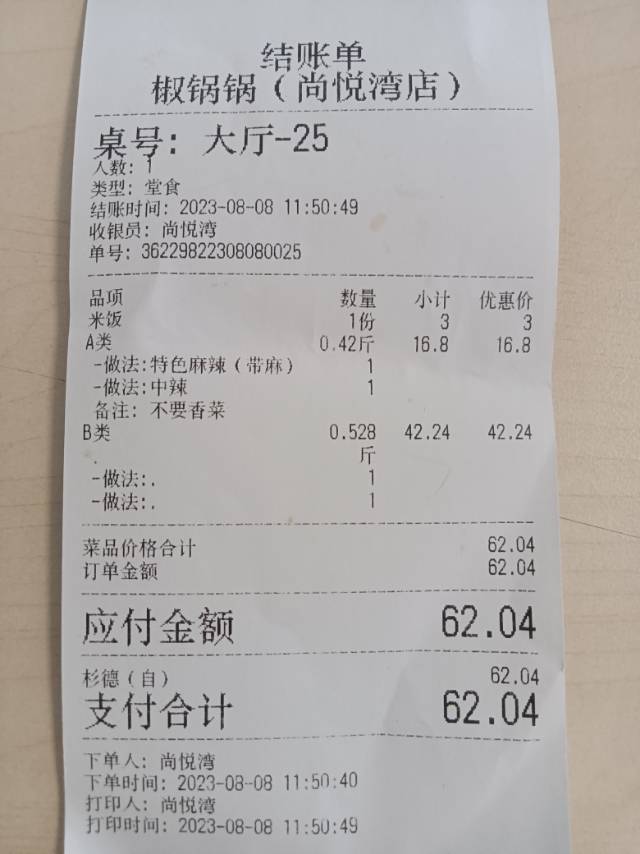 结账单
椒锅锅（尚悦湾店）
桌号：大厅-25
人数：1
类型：堂食
结账时间：2023-08-08 11:50:49
收银员：尚悦湾
单号：36229822308080025
品项 数量 小计 优惠价
米饭 1份 3 3
A类 0.42斤 16.8 16.8
-做法:特色麻辣（带麻） 1
-做法:中辣 1
备注：不要香菜
B类 0.528 42.24 42.24
. 斤
-做法:. 1
-做法:. 1
菜品价格合计 62.04
订单金额 62.04
应付金额 62.04
杉德（自） 62.04
支付合计 62.04
下单人：尚悦湾
下单时间：2023-08-08 11:50:40
打印人：尚悦湾
打印时间：2023-08-08 11:50:49